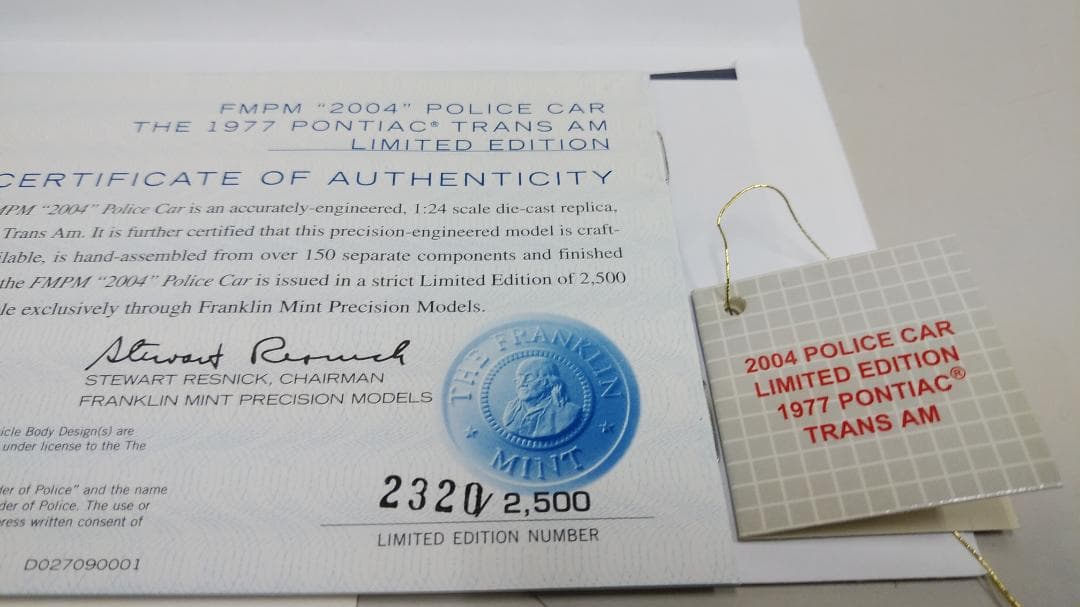 FMPM “2004” POLICE CAR
THE 1977 PONTIAC® TRANS AM
LIMITED EDITION
CERTIFICATE OF AUTHENTICITY
“2004” Police Car is an accurately-engineered, 1:24 scale die-cast replica,
Trans Am. It is further certified that this precision-engineered model is craft-
is hand-assembled from over 150 separate components and finished
the FMPM “2004” Police Car is issued in a strict Limited Edition of 2,500
exclusively through Franklin Mint Precision Models.
Stewart Resnick
STEWART RESNICK, CHAIRMAN
FRANKLIN MINT PRECISION MODELS
THE FRANKLIN
MINT
Body Design(s) are
under license to the The
of Police” and the name
of Police. The use or
written consent of
2320/2,500
LIMITED EDITION NUMBER
D027090001
2004 POLICE CAR
LIMITED EDITION
1977 PONTIAC®
TRANS AM